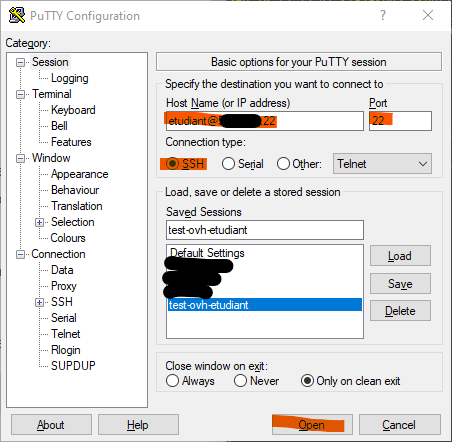 PuTTY Configuration
? ×
Category:
Session
Logging
Terminal
Keyboard
Bell
Features
Window
Appearance
Behaviour
Translation
Selection
Colours
Connection
Data
Proxy
SSH
Serial
Telnet
Rlogin
SUPDUP
Basic options for your PuTTY session
Specify the destination you want to connect to
Host Name (or IP address) Port
etudiant@ 22 22
Connection type:
SSH Serial Other: Telnet
Load, save or delete a stored session
Saved Sessions
test-ovh-etudiant
Default Settings
test-ovh-etudiant
Load
Save
Delete
Close window on exit:
Always Never Only on clean exit
About Help Open Cancel